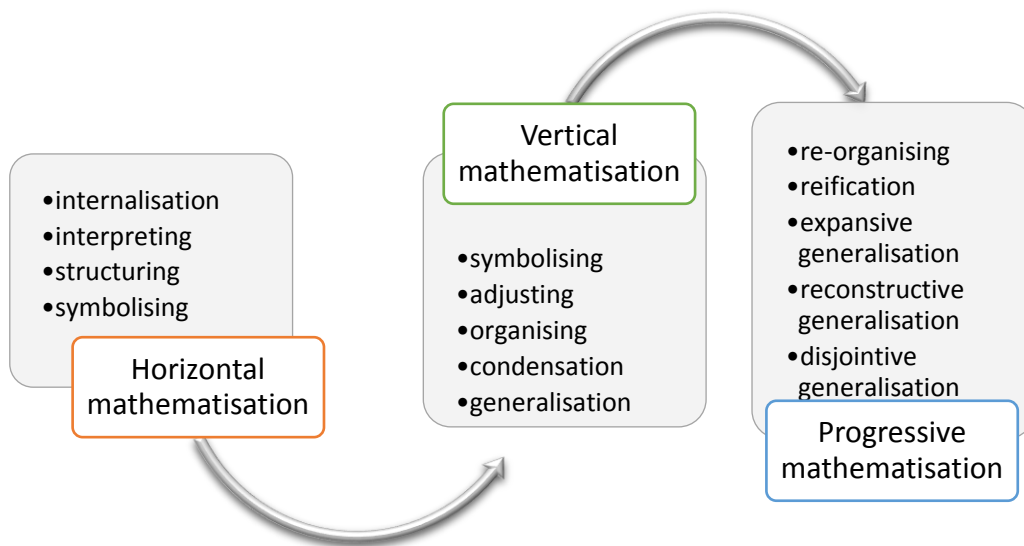 •internalisation
•interpreting
•structuring
•symbolising
Horizontal
mathematisation
Vertical
mathematisation
•symbolising
•adjusting
•organising
•condensation
•generalisation
•re-organising
•reification
•expansive
generalisation
•reconstructive
generalisation
•disjointive
generalisation
Progressive
mathematisation